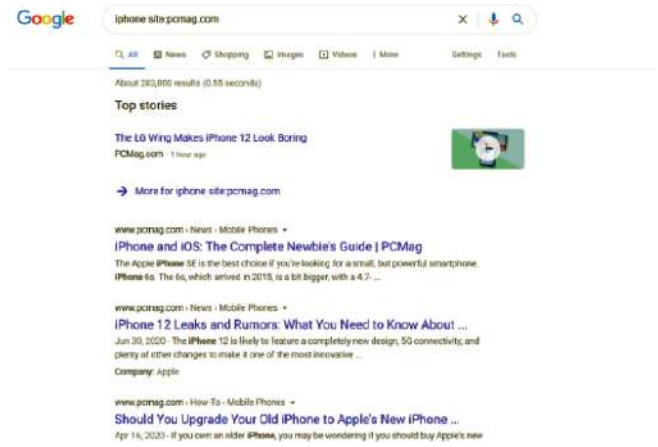 Google
iphone site:pcmag.com
All News Shopping Images Videos More Settings Tools
About 283,000 results (0.55 seconds)
Top stories
The LG Wing Makes iPhone 12 Look Boring
PCMag.com · 1 hour ago
→ More for iphone site:pcmag.com
www.pcmag.com › News › Mobile Phones
iPhone and iOS: The Complete Newbie's Guide | PCMag
The Apple iPhone SE is the best choice if you're looking for a small, but powerful smartphone.
iPhone 6s. The 6s, which arrived in 2015, is a bit bigger, with a 4.7- ...
www.pcmag.com › News › Mobile Phones
iPhone 12 Leaks and Rumors: What You Need to Know About ...
Jun 30, 2020 - The iPhone 12 is likely to feature a completely new design, 5G connectivity, and
plenty of other changes to make it one of the most innovative ...
Company: Apple
www.pcmag.com › How-To › Mobile Phones
Should You Upgrade Your Old iPhone to Apple's New iPhone ...
Apr 16, 2020 - If you own an older iPhone, you may be wondering if you should buy Apple's new